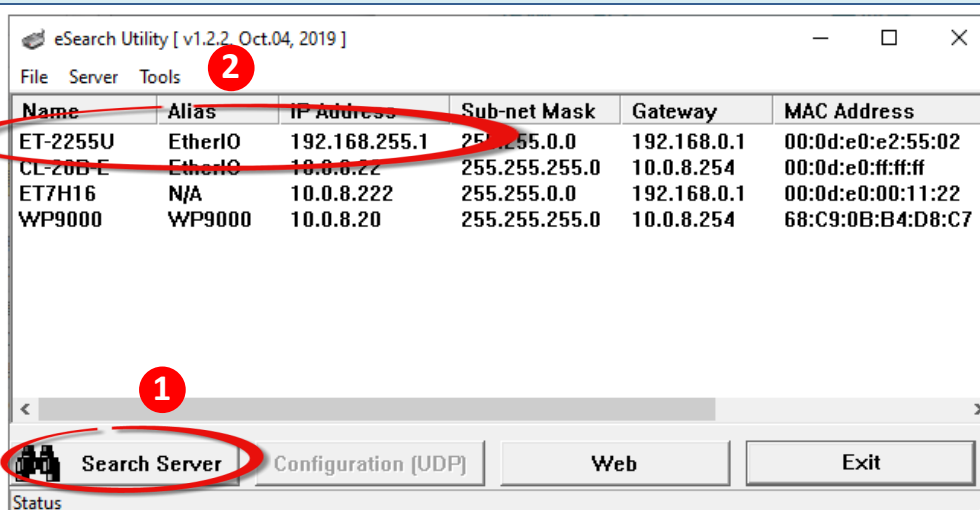 eSearch Utility [ v1.2.2, Oct.04, 2019 ]
File Server Tools
2
Name Alias IP Address Sub-net Mask Gateway MAC Address
ET-2255U EtherIO 192.168.255.1 255.255.0.0 192.168.0.1 00:0d:e0:e2:55:02
CL-20B-E EtherIO 10.0.8.22 255.255.255.0 10.0.8.254 00:0d:e0:ff:ff:ff
ET7H16 N/A 10.0.8.222 255.255.0.0 192.168.0.1 00:0d:e0:00:11:22
WP9000 WP9000 10.0.8.20 255.255.255.0 10.0.8.254 68:C9:0B:B4:D8:C7
1
Search Server Configuration (UDP) Web Exit
Status